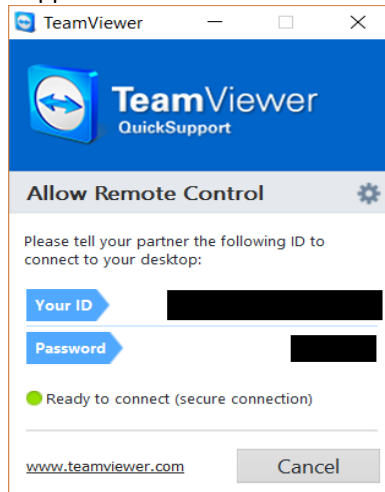 TeamViewer
TeamViewer
QuickSupport
Allow Remote Control
Please tell your partner the following ID to
connect to your desktop:
Your ID
Password
Ready to connect (secure connection)
www.teamviewer.com
Cancel